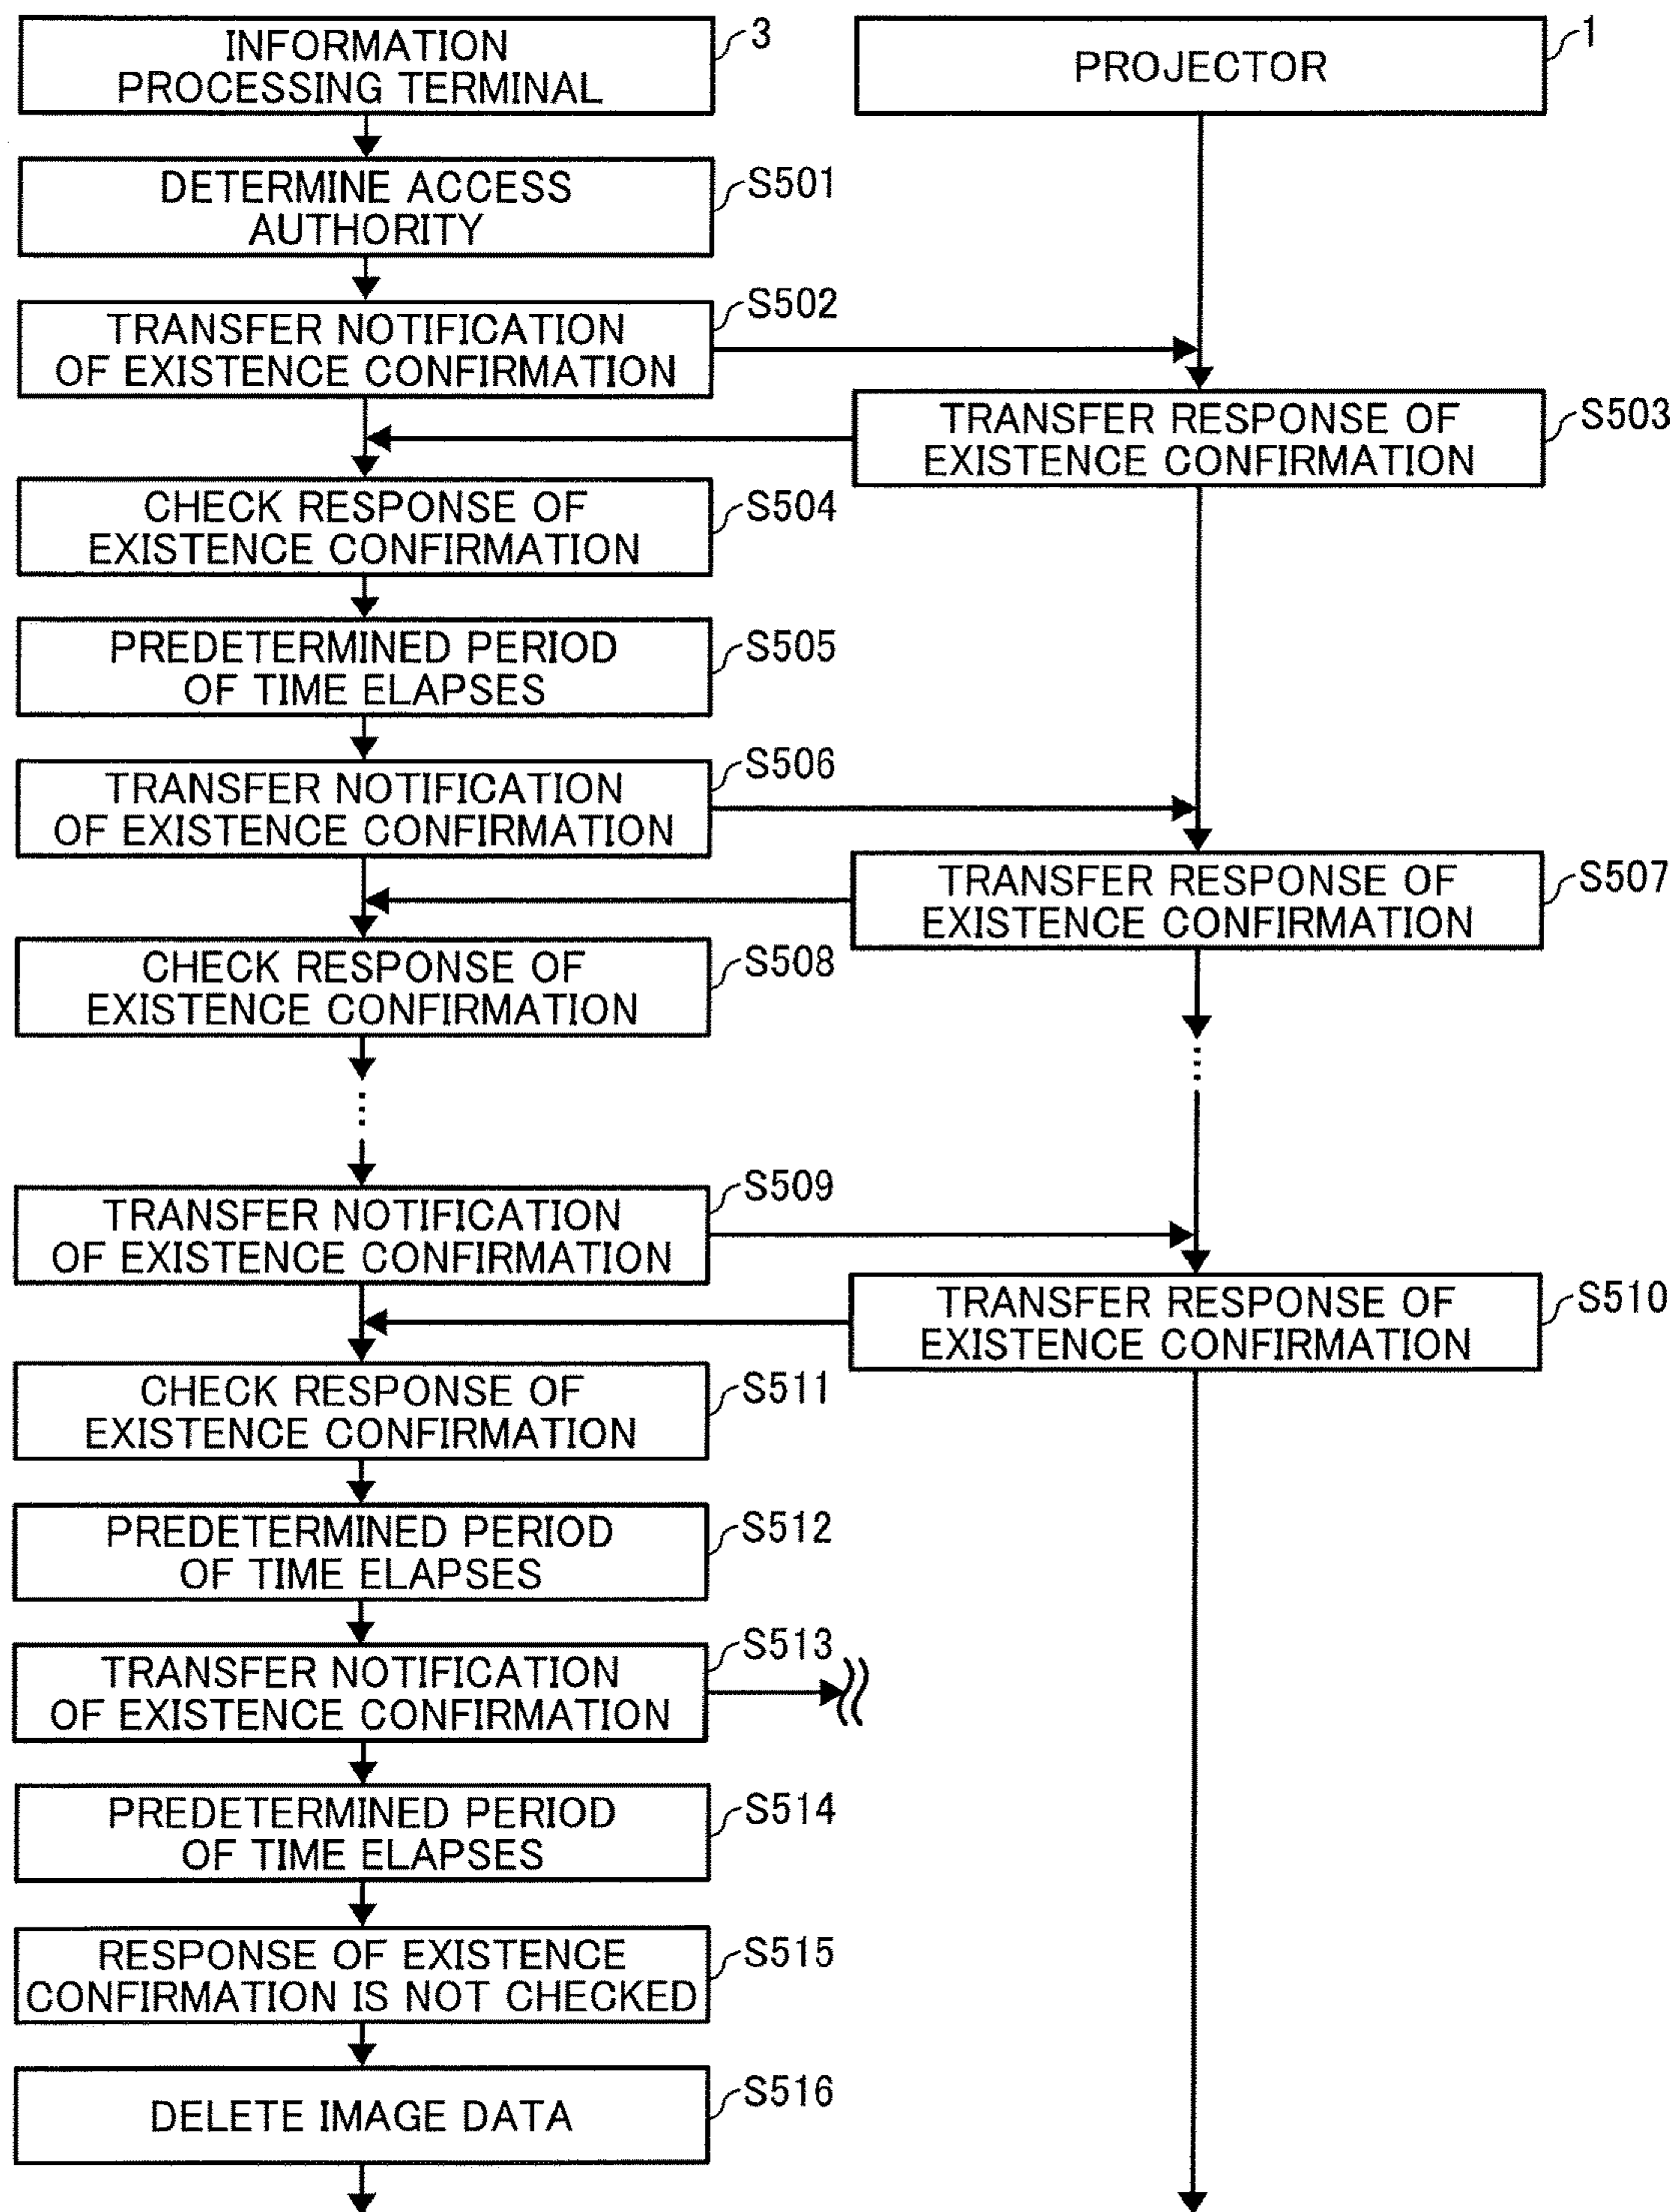 INFORMATION
PROCESSING TERMINAL
3
PROJECTOR
1
DETERMINE ACCESS
AUTHORITY
S501
TRANSFER NOTIFICATION
OF EXISTENCE CONFIRMATION
S502
TRANSFER RESPONSE OF
EXISTENCE CONFIRMATION
S503
CHECK RESPONSE OF
EXISTENCE CONFIRMATION
S504
PREDETERMINED PERIOD
OF TIME ELAPSES
S505
TRANSFER NOTIFICATION
OF EXISTENCE CONFIRMATION
S506
TRANSFER RESPONSE OF
EXISTENCE CONFIRMATION
S507
CHECK RESPONSE OF
EXISTENCE CONFIRMATION
S508
TRANSFER NOTIFICATION
OF EXISTENCE CONFIRMATION
S509
TRANSFER RESPONSE OF
EXISTENCE CONFIRMATION
S510
CHECK RESPONSE OF
EXISTENCE CONFIRMATION
S511
PREDETERMINED PERIOD
OF TIME ELAPSES
S512
TRANSFER NOTIFICATION
OF EXISTENCE CONFIRMATION
S513
PREDETERMINED PERIOD
OF TIME ELAPSES
S514
RESPONSE OF EXISTENCE
CONFIRMATION IS NOT CHECKED
S515
DELETE IMAGE DATA
S516